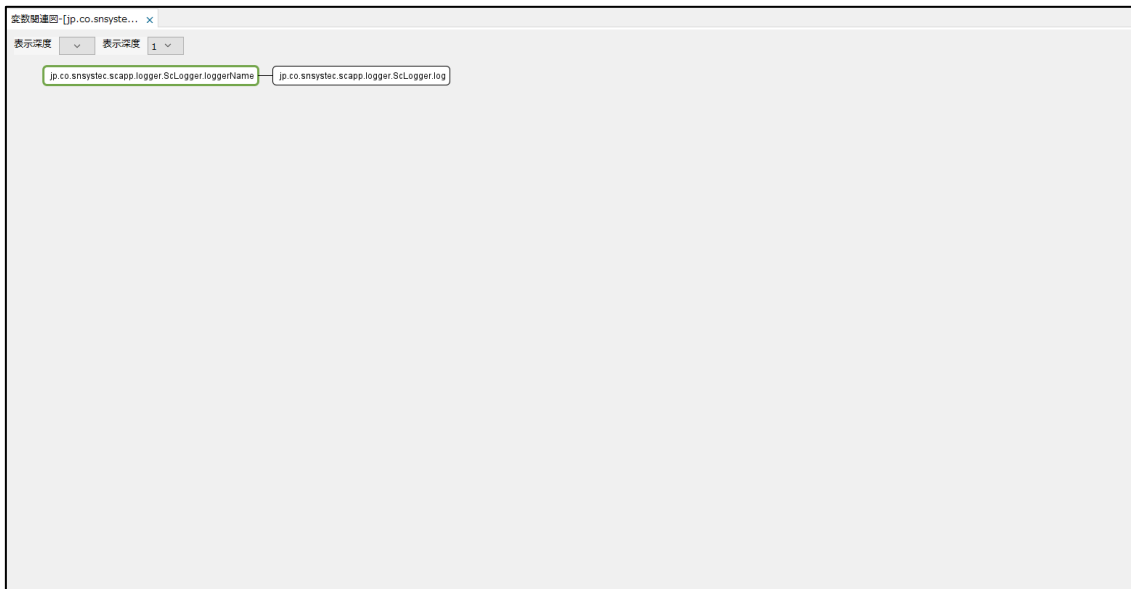 変数関連図-[jp.co.snsyste... ×
表示深度 表示深度 1
jp.co.snsystec.scapp.logger.ScLogger.loggerName jp.co.snsystec.scapp.logger.ScLogger.log